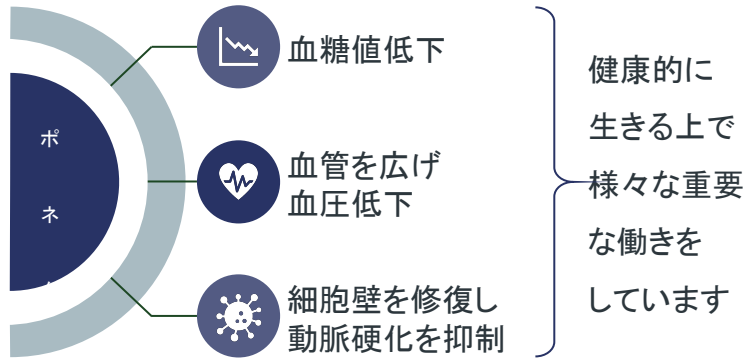 ポ
ネ
血糖値低下
血管を広げ
血圧低下
細胞壁を修復し
動脈硬化を抑制
健康的に
生きる上で
様々な重要
な働きを
しています